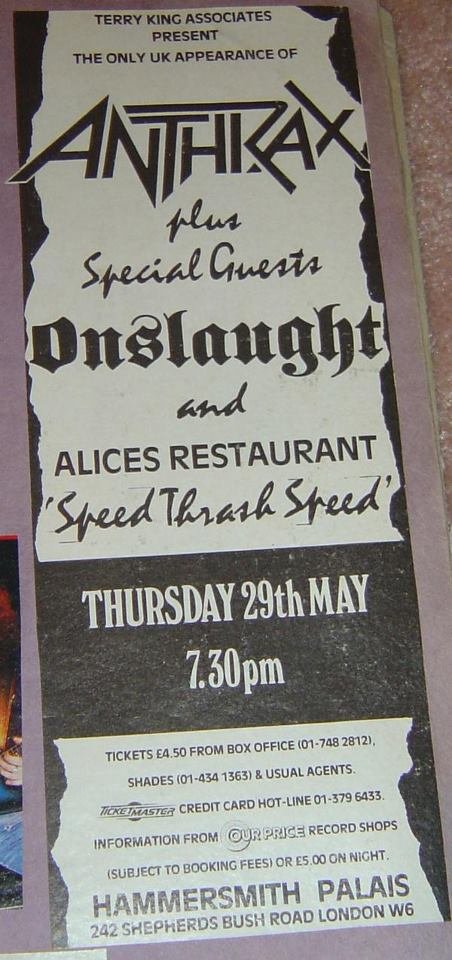 TERRY KING ASSOCIATES
PRESENT
THE ONLY UK APPEARANCE OF
ANTHRAX
plus
Special Guests
Onslaught
and
ALICES RESTAURANT
'Speed Thrash Speed'
THURSDAY 29th MAY
7.30pm
TICKETS £4.50 FROM BOX OFFICE (01-748 2812),
SHADES (01-434 1363) & USUAL AGENTS.
TICKETMASTER CREDIT CARD HOT-LINE 01-379 6433.
INFORMATION FROM OUR PRICE RECORD SHOPS
(SUBJECT TO BOOKING FEES) OR £5.00 ON NIGHT.
HAMMERSMITH PALAIS
242 SHEPHERDS BUSH ROAD LONDON W6